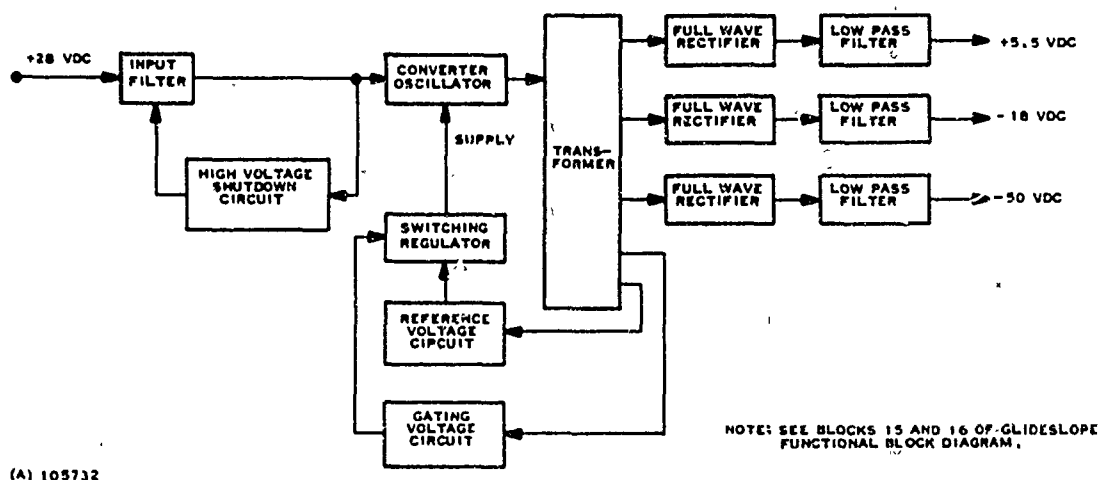 +28 VDC
INPUT
FILTER
HIGH VOLTAGE
SHUTDOWN
CIRCUIT
CONVERTER
OSCILLATOR
SUPPLY
SWITCHING
REGULATOR
REFERENCE
VOLTAGE
CIRCUIT
GATING
VOLTAGE
CIRCUIT
TRANS-
FORMER
FULL WAVE
RECTIFIER
LOW PASS
FILTER
+5.5 VDC
FULL WAVE
RECTIFIER
LOW PASS
FILTER
-18 VDC
FULL WAVE
RECTIFIER
LOW PASS
FILTER
-50 VDC
NOTE: SEE BLOCKS 15 AND 16 OF GLIDESLOPE
FUNCTIONAL BLOCK DIAGRAM.
(A) 105732